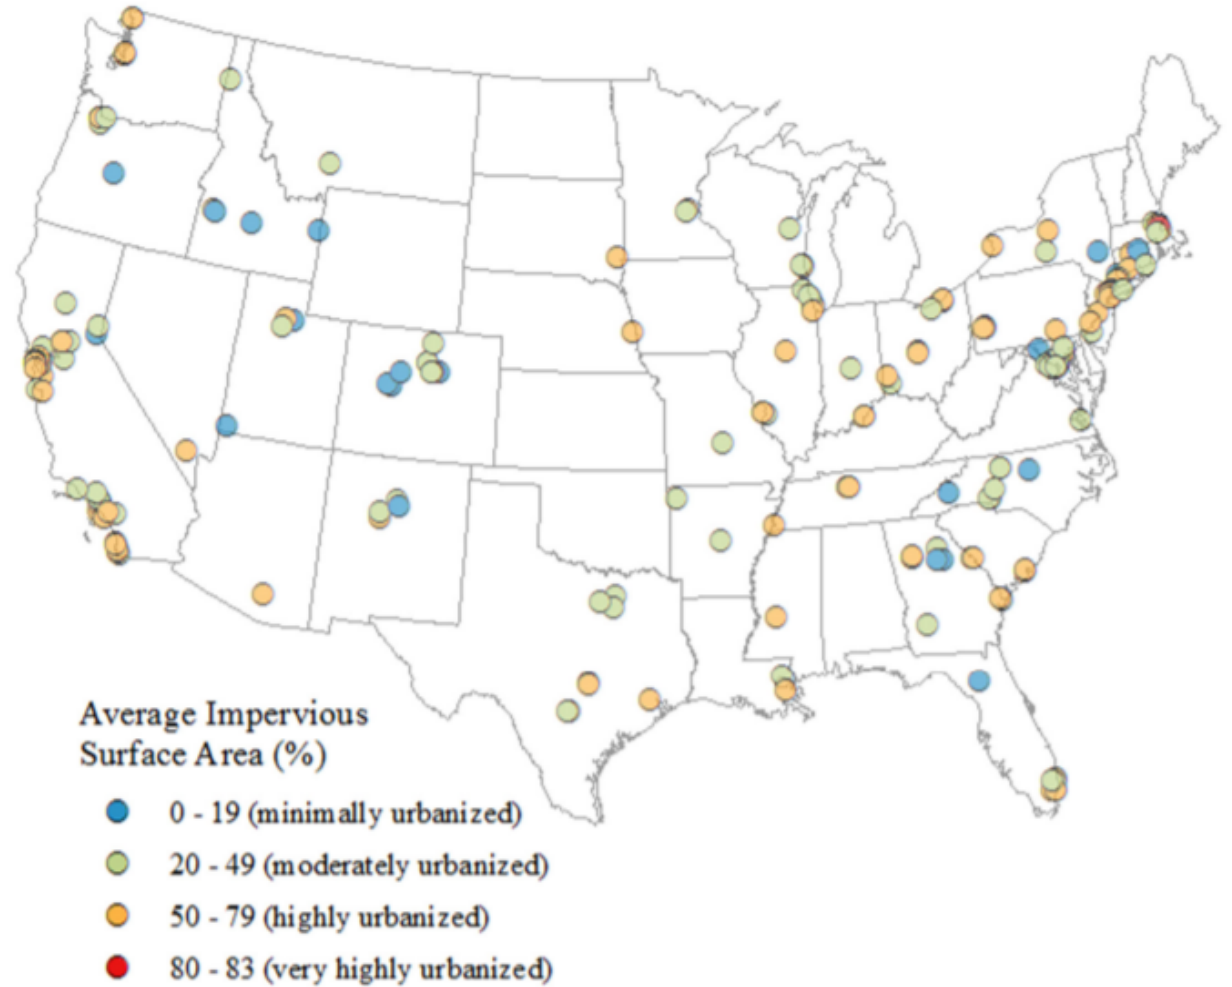 Average Impervious
Surface Area (%)
0 - 19 (minimally urbanized)
20 - 49 (moderately urbanized)
50 - 79 (highly urbanized)
80 - 83 (very highly urbanized)